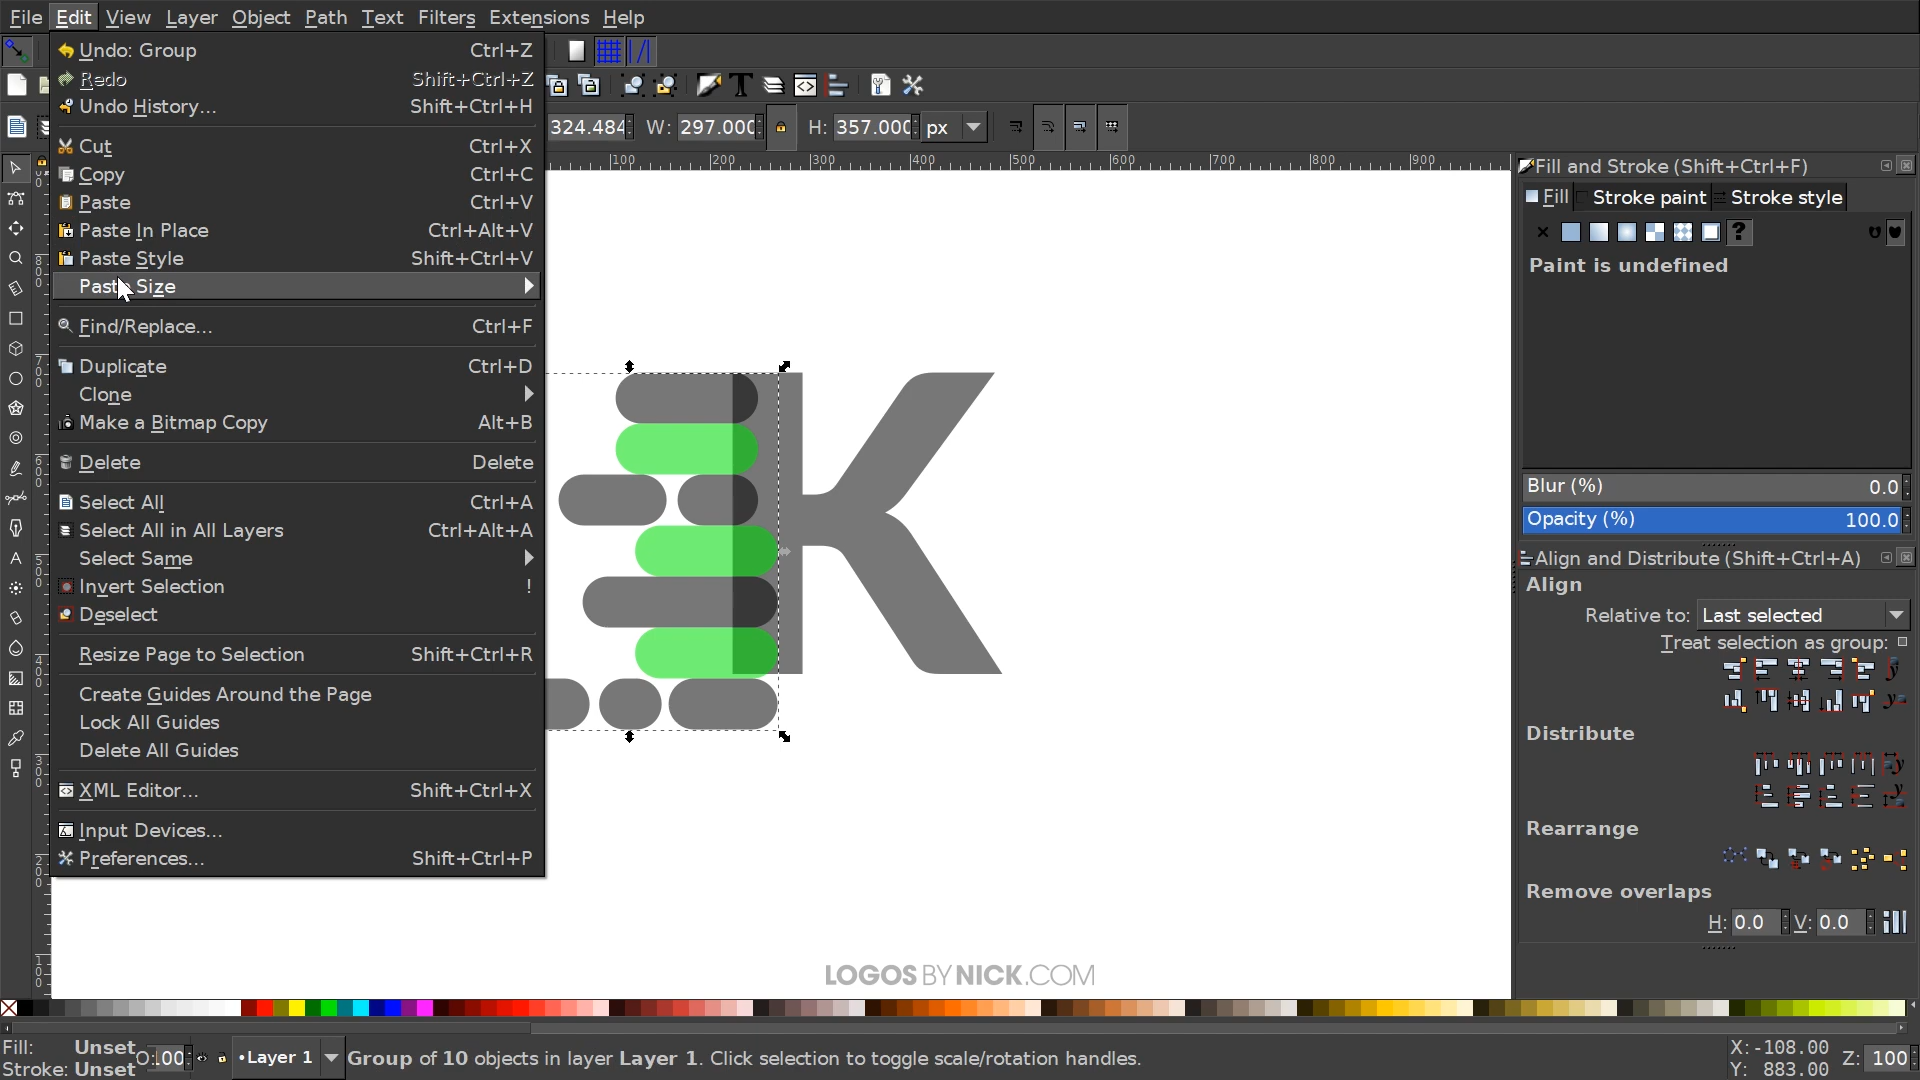 File Edit View Layer Object Path Text Filters Extensions Help
Undo: Group Ctrl+Z
Redo Shift+Ctrl+Z
Undo History... Shift+Ctrl+H
Cut Ctrl+X
Copy Ctrl+C
Paste Ctrl+V
Paste In Place Ctrl+Alt+V
Paste Style Shift+Ctrl+V
Paste Size
Find/Replace... Ctrl+F
Duplicate Ctrl+D
Clone
Make a Bitmap Copy Alt+B
Delete Delete
Select All Ctrl+A
Select All in All Layers Ctrl+Alt+A
Select Same
Invert Selection !
Deselect
Resize Page to Selection Shift+Ctrl+R
Create Guides Around the Page
Lock All Guides
Delete All Guides
XML Editor... Shift+Ctrl+X
Input Devices...
Preferences... Shift+Ctrl+P
324.484 W: 297.000 H: 357.000 px
100 200 300 400 500 600 700 800 900
K
LOGOS BY NICK.COM
Fill and Stroke (Shift+Ctrl+F)
Fill Stroke paint Stroke style
Paint is undefined
Blur (%) 0.0
Opacity (%) 100.0
Align and Distribute (Shift+Ctrl+A)
Align
Relative to: Last selected
Treat selection as group:
Distribute
Rearrange
Remove overlaps
H: 0.0 V: 0.0
Fill: Unset
Stroke: Unset
O: 100
•Layer 1
Group of 10 objects in layer Layer 1. Click selection to toggle scale/rotation handles.
X: -108.00
Y: 883.00
Z: 100